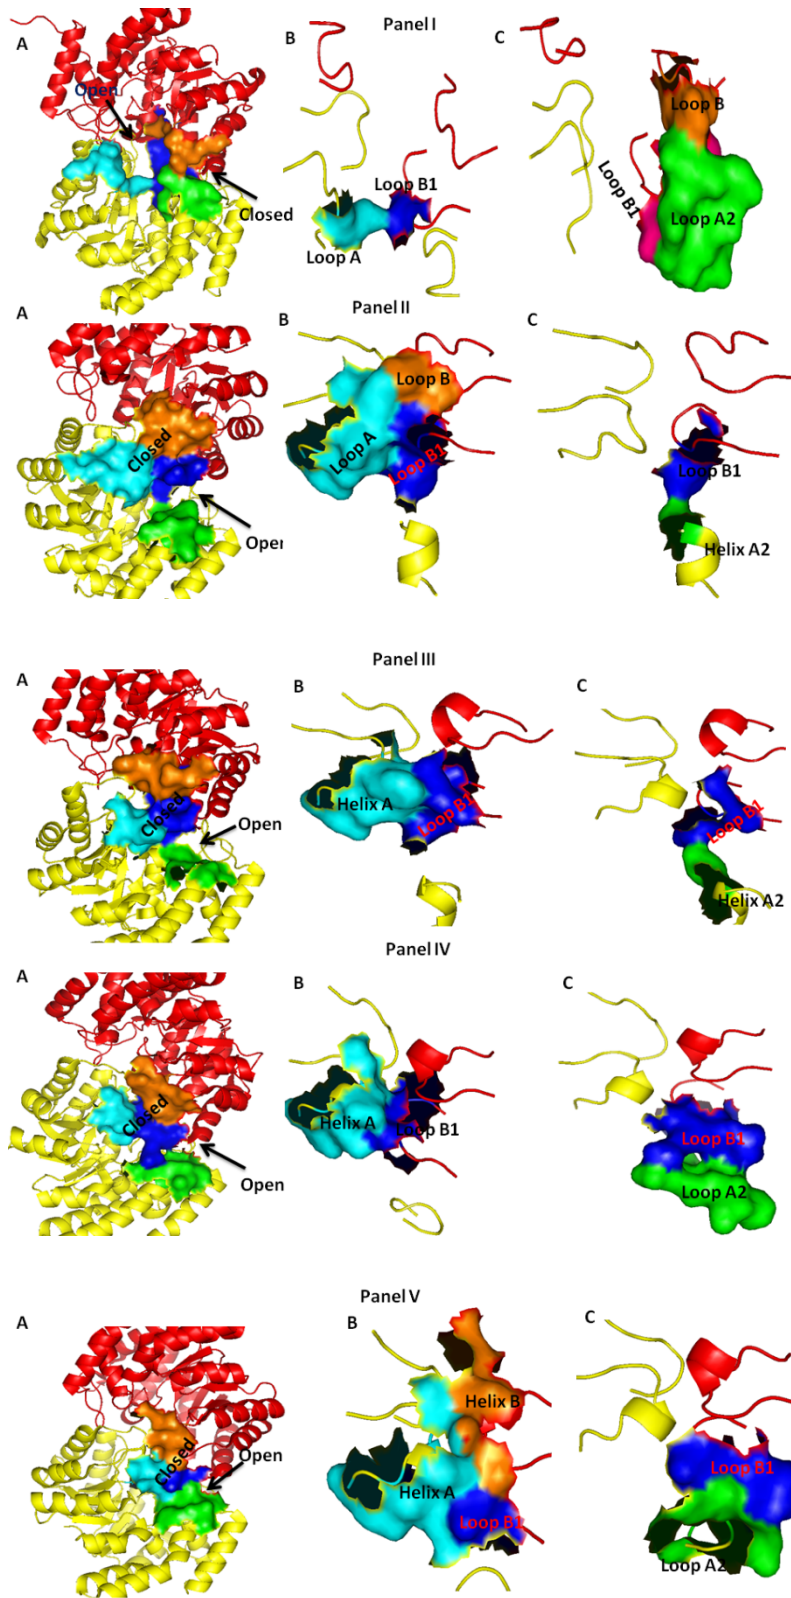 Panel I
A
B
C
Open
Closed
Loop B1
Loop A
Loop B
Loop B1
Loop A2
Panel II
A
B
C
Closed
Open
Loop B
Loop A
Loop B1
Loop B1
Helix A2
Panel III
A
B
C
Closed
Open
Helix A
Loop B1
Loop B1
Helix A2
Panel IV
A
B
C
Closed
Open
Helix A
Loop B1
Loop B1
Loop A2
Panel V
A
B
C
Closed
Open
Helix B
Helix A
Loop B1
Loop B1
Loop A2